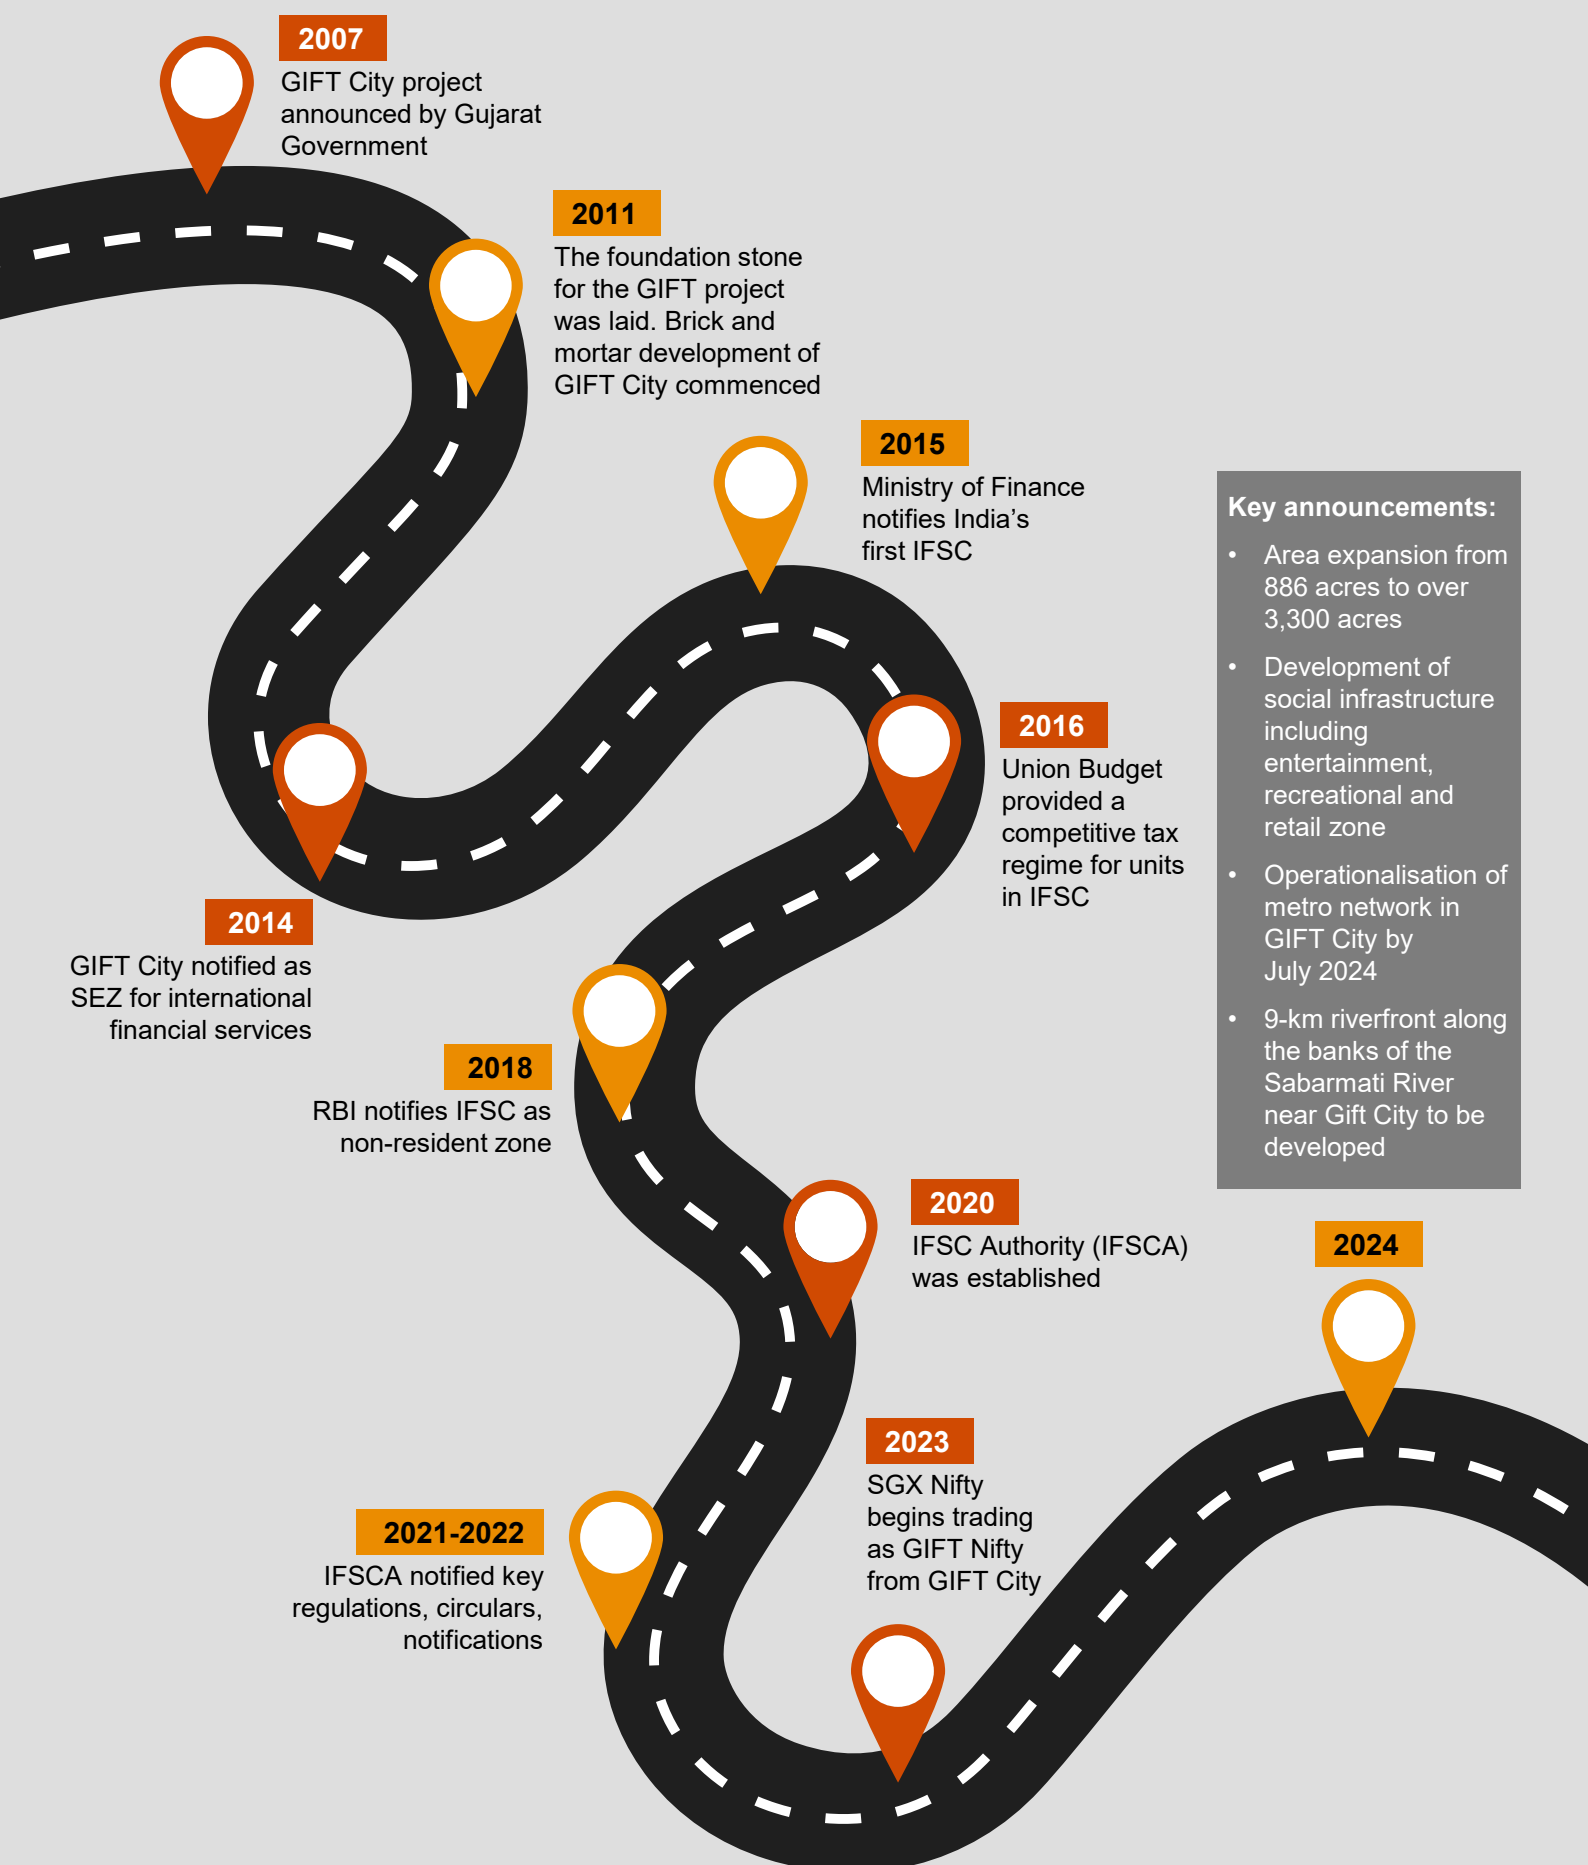 2007
GIFT City project
announced by Gujarat
Government
2011
The foundation stone
for the GIFT project
was laid. Brick and
mortar development of
GIFT City commenced
2015
Ministry of Finance
notifies India’s
first IFSC
2016
Union Budget
provided a
competitive tax
regime for units
in IFSC
2014
GIFT City notified as
SEZ for international
financial services
2018
RBI notifies IFSC as
non-resident zone
2020
IFSC Authority (IFSCA)
was established
2021-2022
IFSCA notified key
regulations, circulars,
notifications
2023
SGX Nifty
begins trading
as GIFT Nifty
from GIFT City
2024
Key announcements:
• Area expansion from
886 acres to over
3,300 acres
• Development of
social infrastructure
including
entertainment,
recreational and
retail zone
• Operationalisation of
metro network in
GIFT City by
July 2024
• 9-km riverfront along
the banks of the
Sabarmati River
near Gift City to be
developed